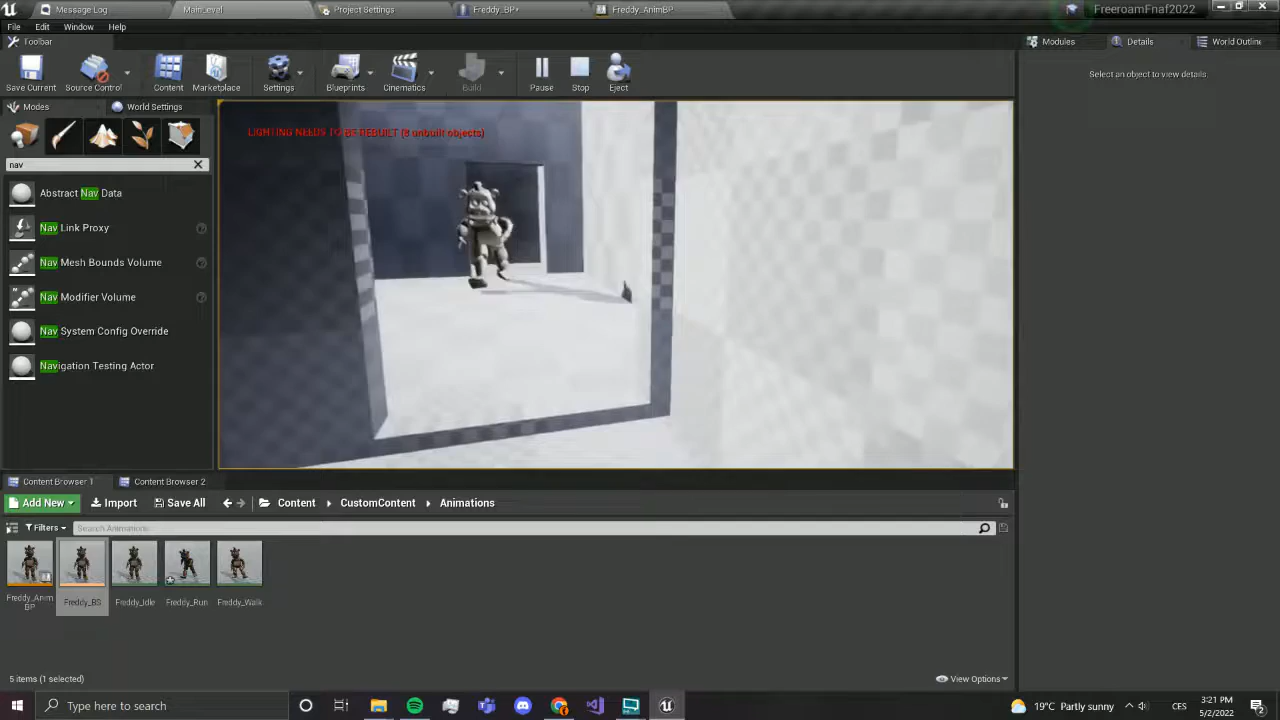 Message Log
Main_eval
Project Settings
Freddy_BP*
Freddy_AnimBP
FreeroamFnaf2022
File Edit Window Help
Toolbar
Modules
Details
World Outline
Save Current
Source Control
Content
Marketplace
Settings
Blueprints
Cinematics
Build
Pause
Stop
Eject
Select an object to view details.
Modes
World Settings
LIGHTING NEEDS TO BE REBUILT (8 unbuilt objects)
nav
Abstract Nav Data
Nav Link Proxy
Nav Mesh Bounds Volume
Nav Modifier Volume
Nav System Config Override
Navigation Testing Actor
Content Browser 1
Content Browser 2
Add New
Import
Save All
Content
CustomContent
Animations
Filters
Search Animations
Freddy_Anim
BP
Freddy_BS
Freddy_Idle
Freddy_Run
Freddy_Walk
5 items (1 selected)
View Options
Type here to search
19°C Partly sunny
CES
3:21 PM
5/2/2022
2